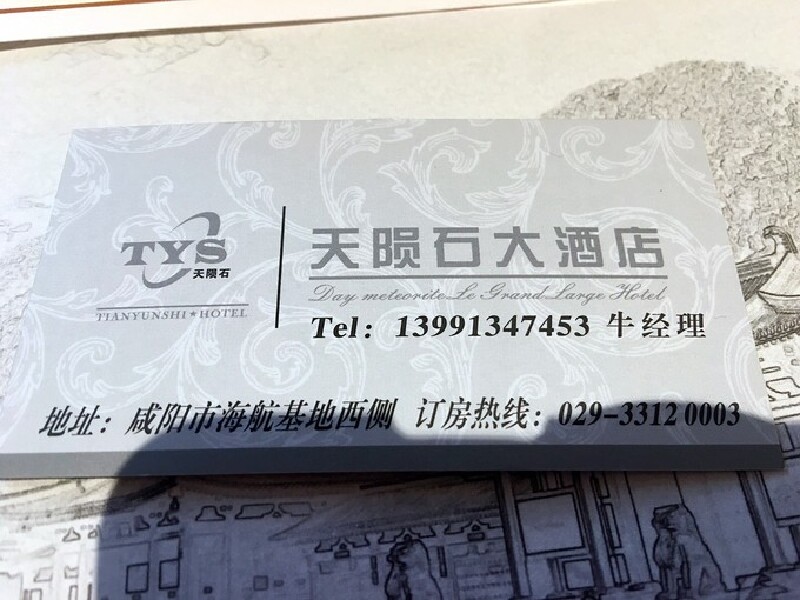 TYS
天陨石
TIANYUNSHI★HOTEL
天陨石大酒店
Day meteorite Le Grand Large Hotel
Tel：13991347453 牛经理
地址：咸阳市海航基地西侧 订房热线：029-33120003